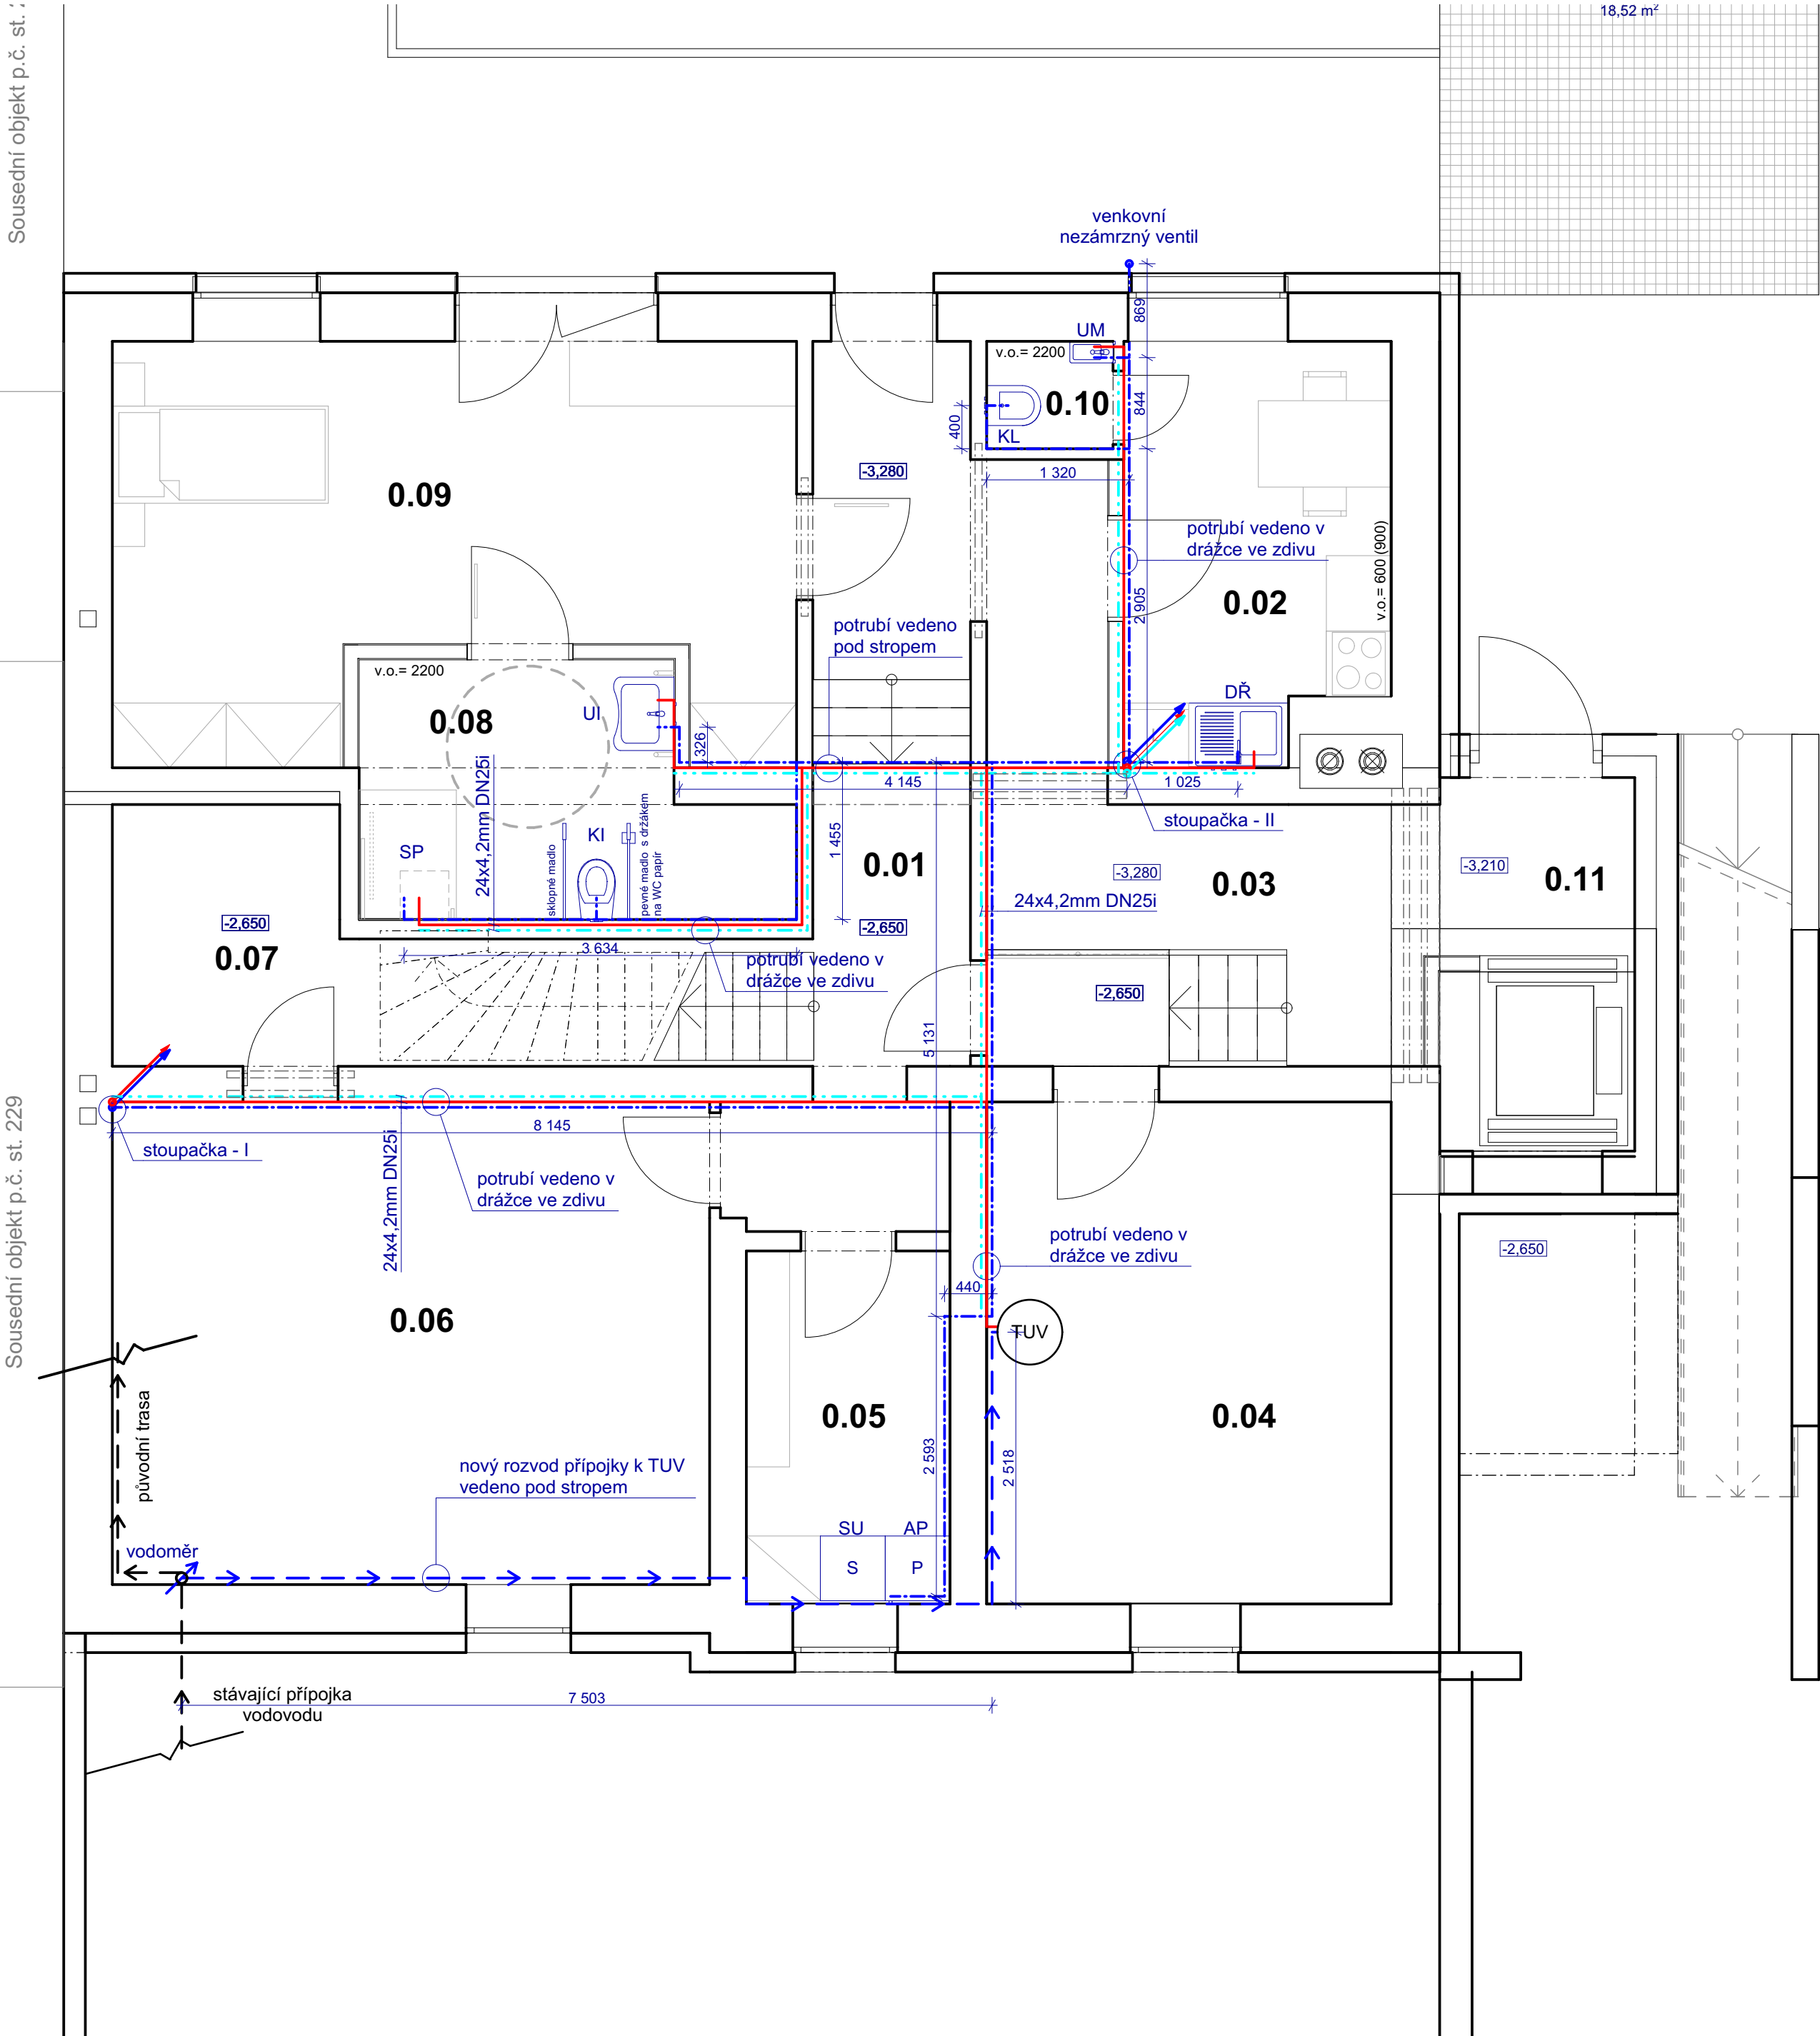 18,52 m²
Sousední objekt p.č. st.
venkovní
nezámrzný ventil
869
UM
v.o.= 2200
0.10
KL
400
844
-3,280
1 320
0.09
potrubí vedeno v
drážce ve zdivu
v.o.= 600 (900)
2 905
0.02
potrubí vedeno
pod stropem
v.o.= 2200
0.08
UI
326
DŘ
24x4,2mm DN25i
4 145
1 025
stoupačka - II
1 455
SP
KI
sklopné madlo
pevné madlo s držákem
na WC papír
0.01
-3,280
0.03
-3,210
0.11
24x4,2mm DN25i
-2,650
0.07
-2,650
3 634
potrubí vedeno v
drážce ve zdivu
-2,650
5 131
8 145
stoupačka - I
24x4,2mm DN25i
potrubí vedeno v
drážce ve zdivu
potrubí vedeno v
drážce ve zdivu
-2,650
440
Sousední objekt p.č. st. 229
0.06
TUV
0.05
0.04
původní trasa
2 593
2 518
nový rozvod přípojky k TUV
vedeno pod stropem
SU
AP
S
P
vodoměr
stávající přípojka
vodovodu
7 503